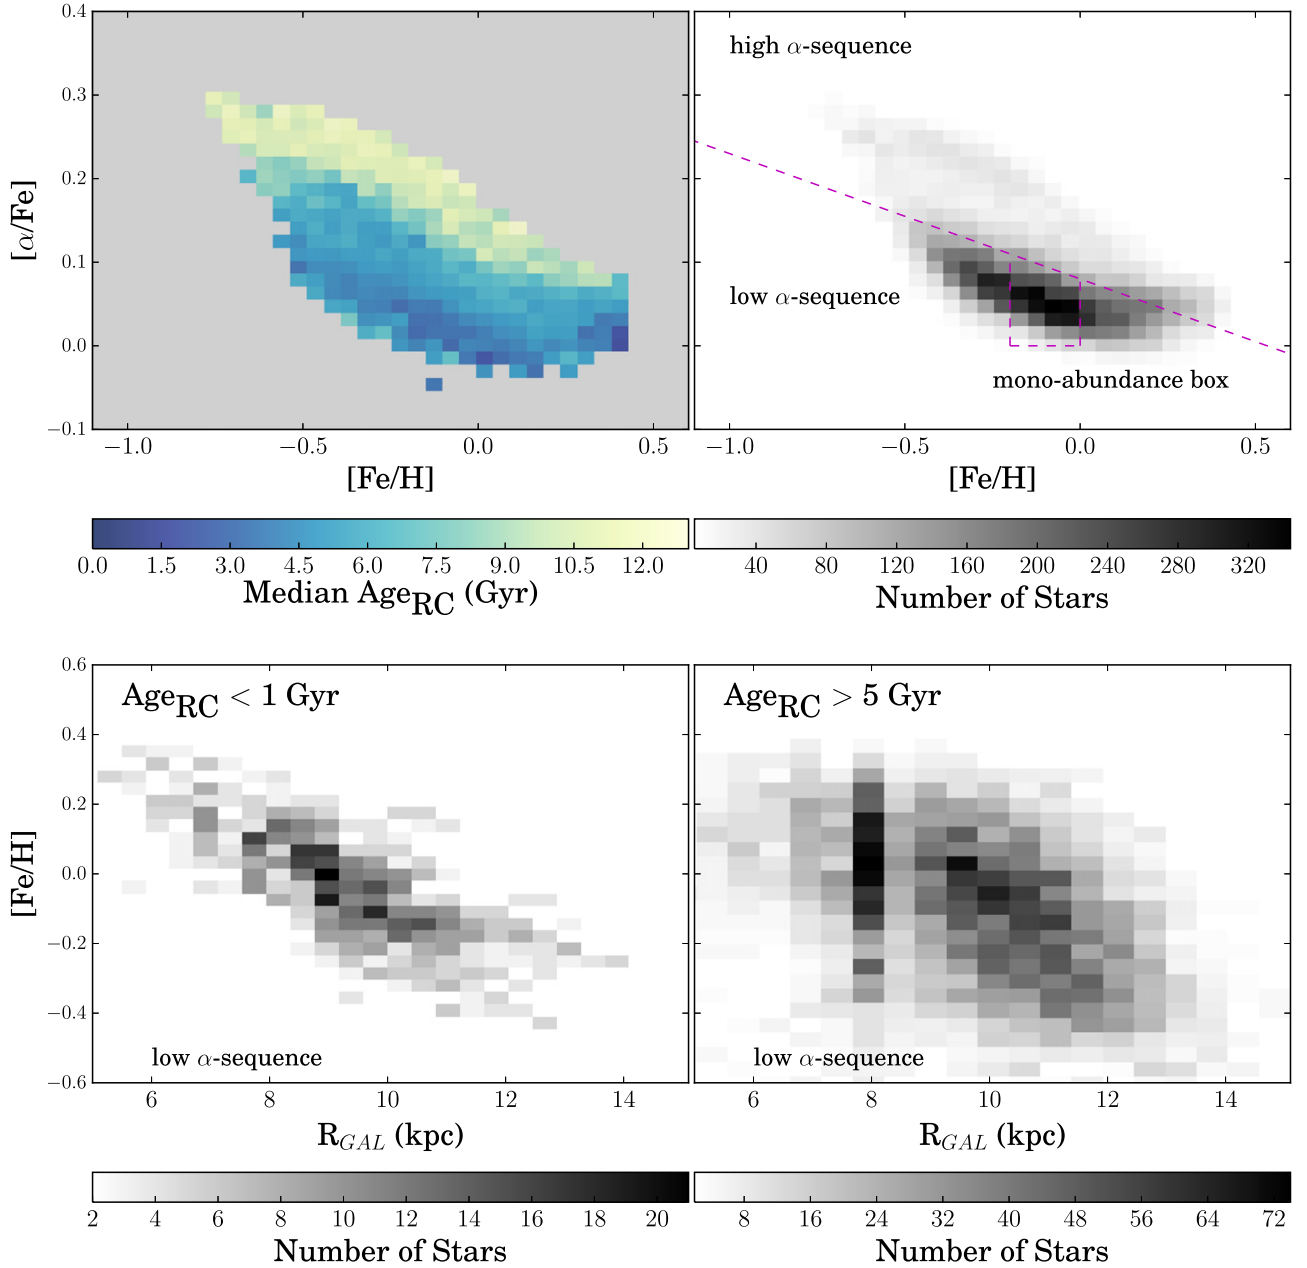 0.4
0.3
0.2
0.1
0.0
−0.1
[α/Fe]
−1.0 −0.5 0.0 0.5
[Fe/H]
high α-sequence
low α-sequence
mono-abundance box
−1.0 −0.5 0.0 0.5
[Fe/H]
0.0 1.5 3.0 4.5 6.0 7.5 9.0 10.5 12.0
Median Age_RC (Gyr)
40 80 120 160 200 240 280 320
Number of Stars
0.6
0.4
0.2
0.0
−0.2
−0.4
−0.6
[Fe/H]
Age_RC < 1 Gyr
low α-sequence
6 8 10 12 14
R_GAL (kpc)
Age_RC > 5 Gyr
low α-sequence
6 8 10 12 14
R_GAL (kpc)
2 4 6 8 10 12 14 16 18 20
Number of Stars
8 16 24 32 40 48 56 64 72
Number of Stars